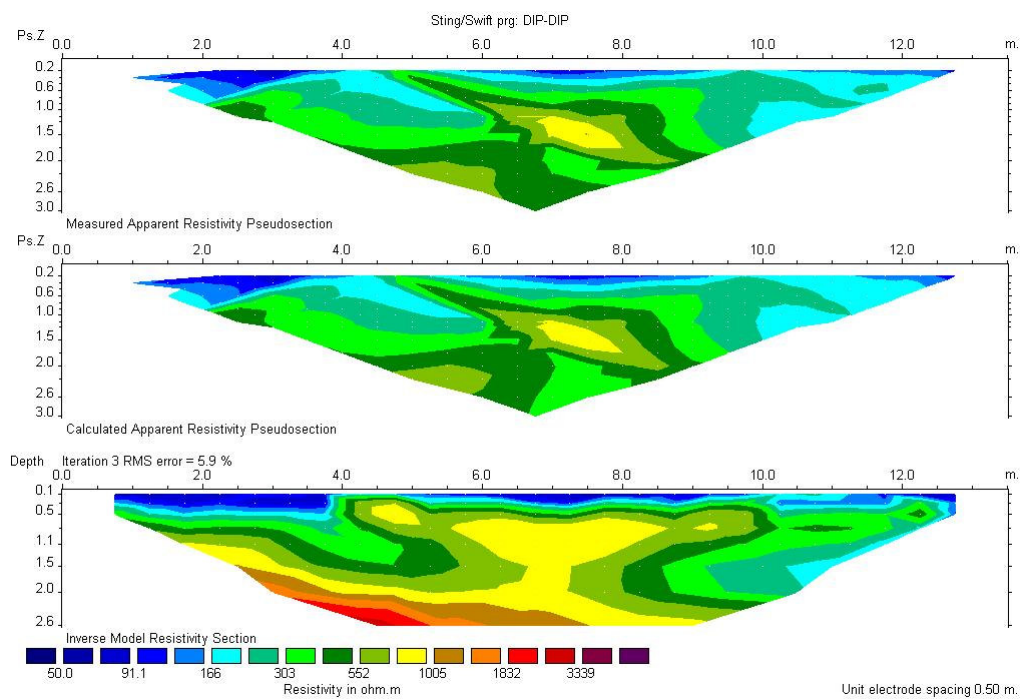 Sting/Swift prg: DIP-DIP
Ps.Z 0.0 2.0 4.0 6.0 8.0 10.0 12.0 m.
0.2
0.6
1.0
1.5
2.0
2.6
3.0
Measured Apparent Resistivity Pseudosection
Ps.Z 0.0 2.0 4.0 6.0 8.0 10.0 12.0 m.
0.2
0.6
1.0
1.5
2.0
2.6
3.0
Calculated Apparent Resistivity Pseudosection
Depth Iteration 3 RMS error = 5.9 %
0.0 2.0 4.0 6.0 8.0 10.0 12.0 m.
0.1
0.5
1.1
1.5
2.0
2.6
Inverse Model Resistivity Section
50.0 91.1 166 303 552 1005 1832 3339
Resistivity in ohm.m
Unit electrode spacing 0.50 m.